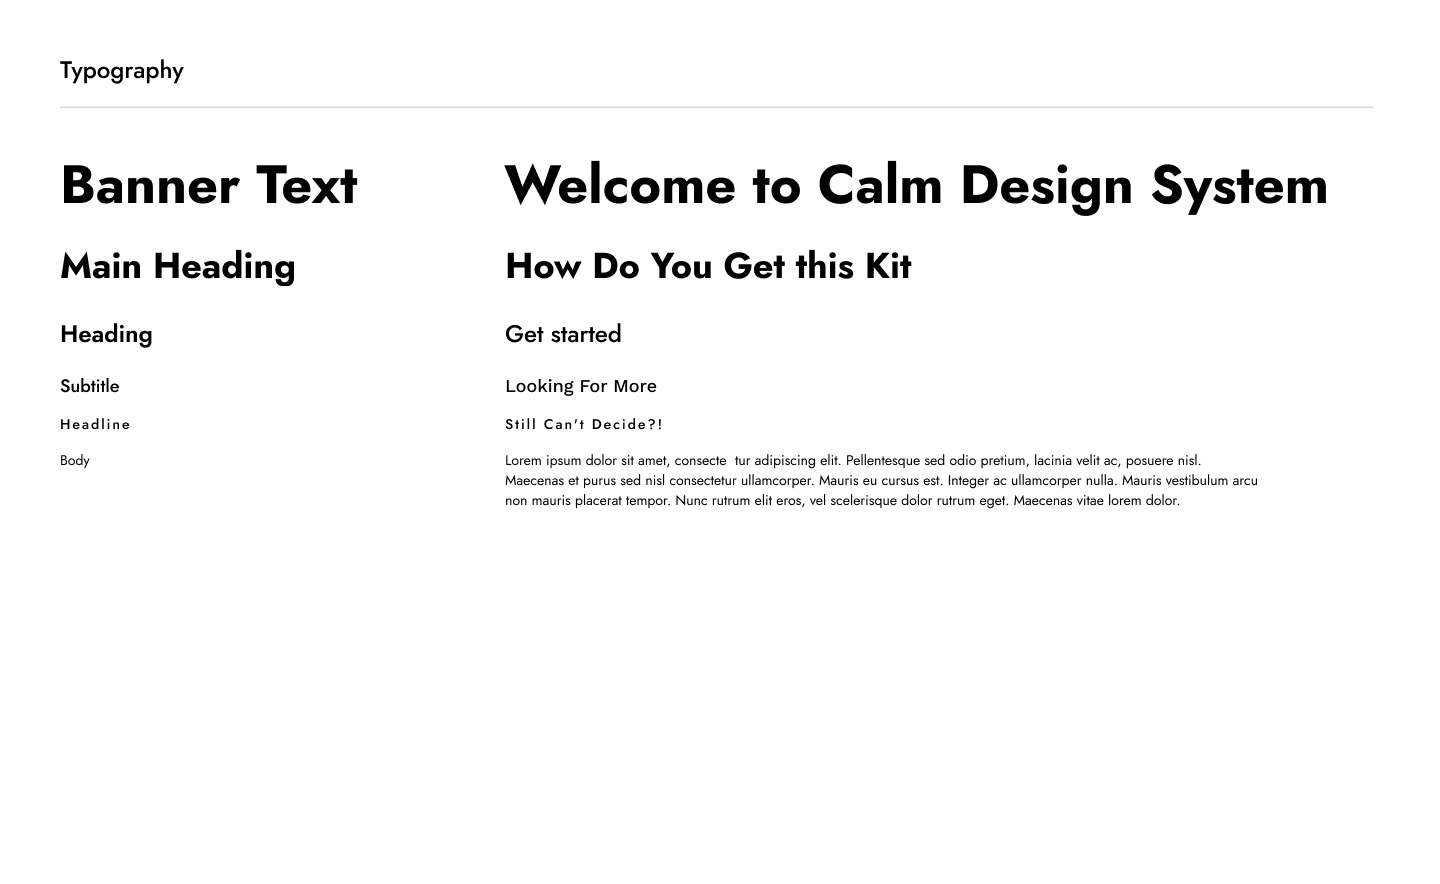 Typography
Banner Text
Welcome to Calm Design System
Main Heading
How Do You Get this Kit
Heading
Get started
Subtitle
Looking For More
Headline
Still Can't Decide?!
Body
Lorem ipsum dolor sit amet, consecte  tur adipiscing elit. Pellentesque sed odio pretium, lacinia velit ac, posuere nisl.
Maecenas et purus sed nisl consectetur ullamcorper. Mauris eu cursus est. Integer ac ullamcorper nulla. Mauris vestibulum arcu
non mauris placerat tempor. Nunc rutrum elit eros, vel scelerisque dolor rutrum eget. Maecenas vitae lorem dolor.